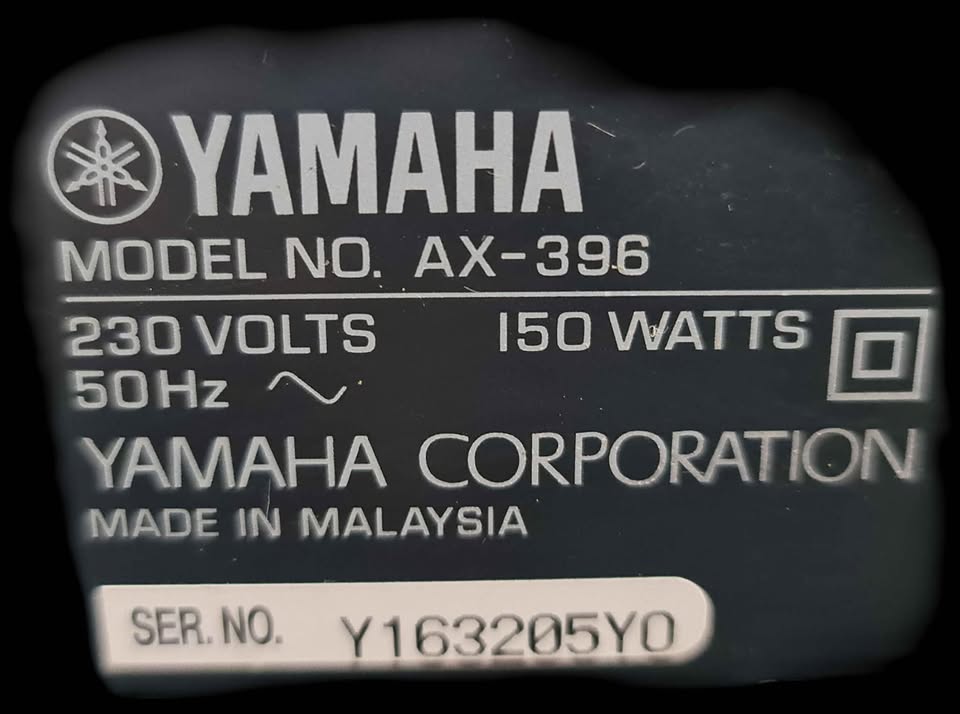 YAMAHA
MODEL NO. AX-396
230 VOLTS 150 WATTS
50Hz
YAMAHA CORPORATION
MADE IN MALAYSIA
SER. NO. Y163205YO